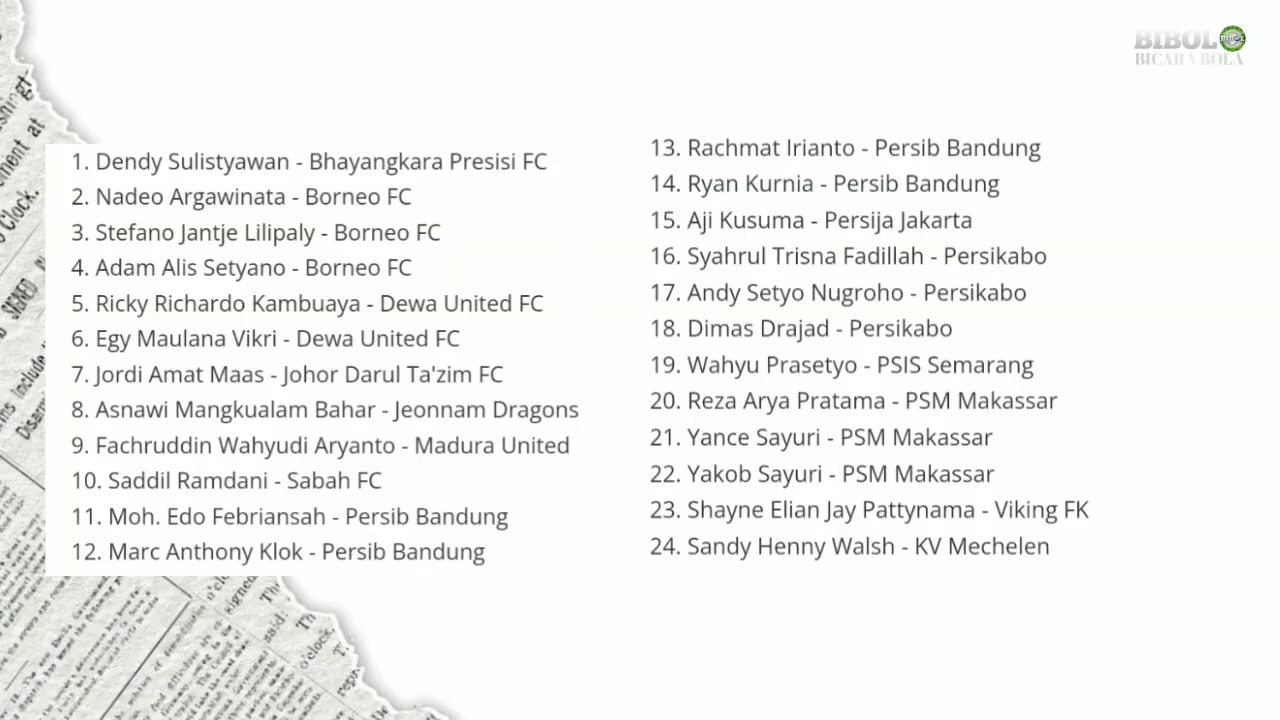 BIBOL
BICARA BOLA
1. Dendy Sulistyawan - Bhayangkara Presisi FC
2. Nadeo Argawinata - Borneo FC
3. Stefano Jantje Lilipaly - Borneo FC
4. Adam Alis Setyano - Borneo FC
5. Ricky Richardo Kambuaya - Dewa United FC
6. Egy Maulana Vikri - Dewa United FC
7. Jordi Amat Maas - Johor Darul Ta'zim FC
8. Asnawi Mangkualam Bahar - Jeonnam Dragons
9. Fachruddin Wahyudi Aryanto - Madura United
10. Saddil Ramdani - Sabah FC
11. Moh. Edo Febriansah - Persib Bandung
12. Marc Anthony Klok - Persib Bandung
13. Rachmat Irianto - Persib Bandung
14. Ryan Kurnia - Persib Bandung
15. Aji Kusuma - Persija Jakarta
16. Syahrul Trisna Fadillah - Persikabo
17. Andy Setyo Nugroho - Persikabo
18. Dimas Drajad - Persikabo
19. Wahyu Prasetyo - PSIS Semarang
20. Reza Arya Pratama - PSM Makassar
21. Yance Sayuri - PSM Makassar
22. Yakob Sayuri - PSM Makassar
23. Shayne Elian Jay Pattynama - Viking FK
24. Sandy Henny Walsh - KV Mechelen